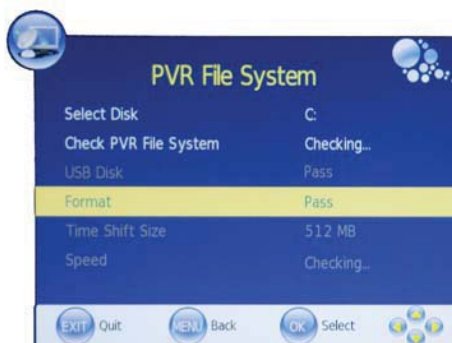 PVR File System
Select Disk C:
Check PVR File System Checking...
USB Disk Pass
Format Pass
Time Shift Size 512 MB
Speed Checking...
EXIT Quit MENU Back OK Select